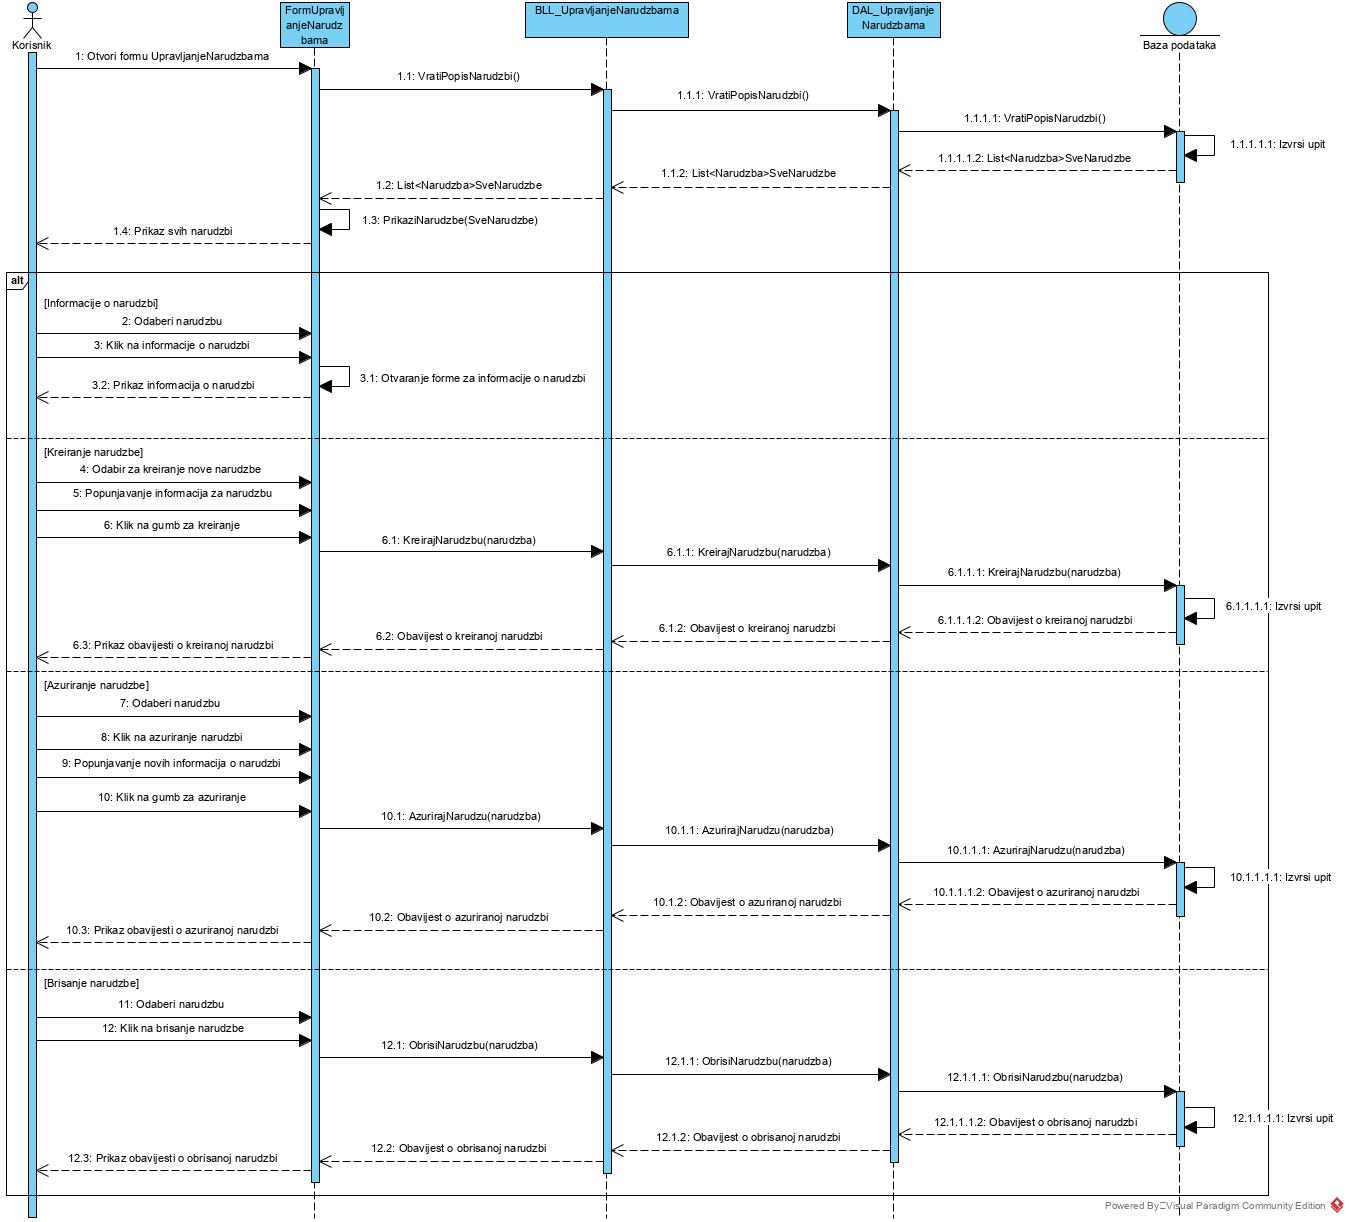 Korisnik
FormUpravlj
anjeNarudz
bama
BLL_UpravljanjeNarudzbama
DAL_Upravljanje
Narudzbama
Baza podataka
1: Otvori formu UpravljanjeNarudzbama
1.1: VratiPopisNarudzbi()
1.1.1: VratiPopisNarudzbi()
1.1.1.1: VratiPopisNarudzbi()
1.1.1.1.1: Izvrsi upit
1.1.1.1.2: List<Narudzba>SveNarudzbe
1.1.2: List<Narudzba>SveNarudzbe
1.2: List<Narudzba>SveNarudzbe
1.3: PrikaziNarudzbe(SveNarudzbe)
1.4: Prikaz svih narudzbi
alt
[Informacije o narudzbi]
2: Odaberi narudzbu
3: Klik na informacije o narudzbi
3.1: Otvaranje forme za informacije o narudzbi
3.2: Prikaz informacija o narudzbi
[Kreiranje narudzbe]
4: Odabir za kreiranje nove narudzbe
5: Popunjavanje informacija za narudzbu
6: Klik na gumb za kreiranje
6.1: KreirajNarudzbu(narudzba)
6.1.1: KreirajNarudzbu(narudzba)
6.1.1.1: KreirajNarudzbu(narudzba)
6.1.1.1.1: Izvrsi upit
6.1.1.1.2: Obavijest o kreiranoj narudzbi
6.1.2: Obavijest o kreiranoj narudzbi
6.2: Obavijest o kreiranoj narudzbi
6.3: Prikaz obavijesti o kreiranoj narudzbi
[Azuriranje narudzbe]
7: Odaberi narudzbu
8: Klik na azuriranje narudzbi
9: Popunjavanje novih informacija o narudzbi
10: Klik na gumb za azuriranje
10.1: AzurirajNarudzu(narudzba)
10.1.1: AzurirajNarudzu(narudzba)
10.1.1.1: AzurirajNarudzu(narudzba)
10.1.1.1.1: Izvrsi upit
10.1.1.1.2: Obavijest o azuriranoj narudzbi
10.1.2: Obavijest o azuriranoj narudzbi
10.2: Obavijest o azuriranoj narudzbi
10.3: Prikaz obavijesti o azuriranoj narudzbi
[Brisanje narudzbe]
11: Odaberi narudzbu
12: Klik na brisanje narudzbe
12.1: ObrisiNarudzbu(narudzba)
12.1.1: ObrisiNarudzbu(narudzba)
12.1.1.1: ObrisiNarudzbu(narudzba)
12.1.1.1.1: Izvrsi upit
12.1.1.1.2: Obavijest o obrisanoj narudzbi
12.1.2: Obavijest o obrisanoj narudzbi
12.2: Obavijest o obrisanoj narudzbi
12.3: Prikaz obavijesti o obrisanoj narudzbi
Powered By Visual Paradigm Community Edition